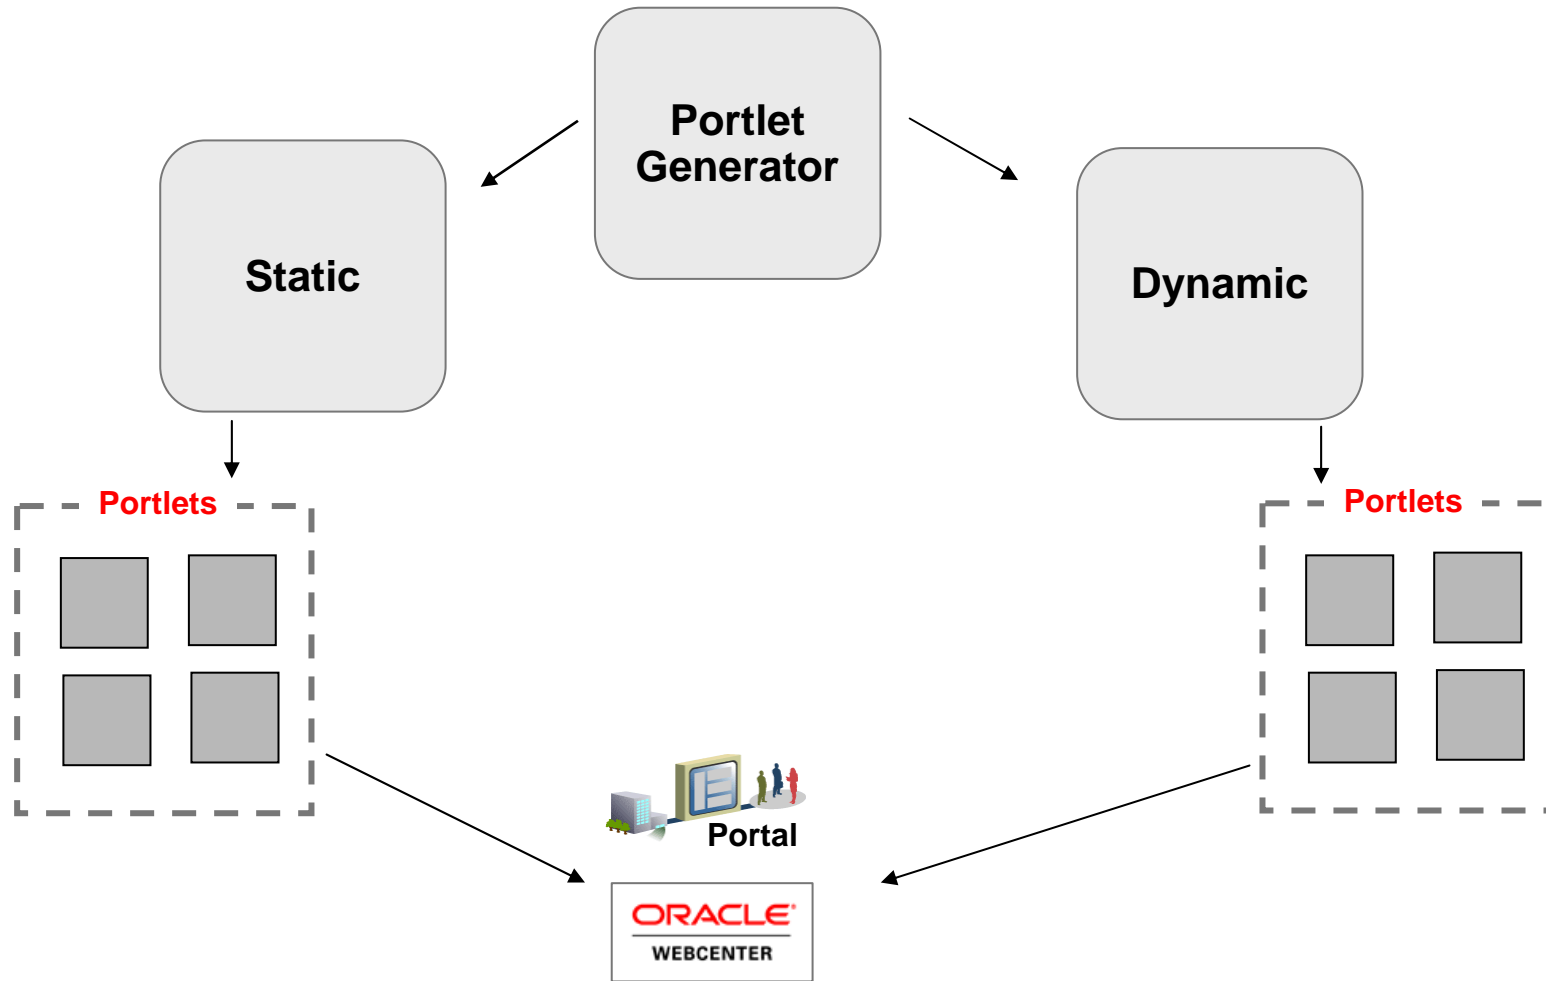 Portlet
Generator
Static
Dynamic
Portlets
Portlets
Portal
ORACLE®
WEBCENTER